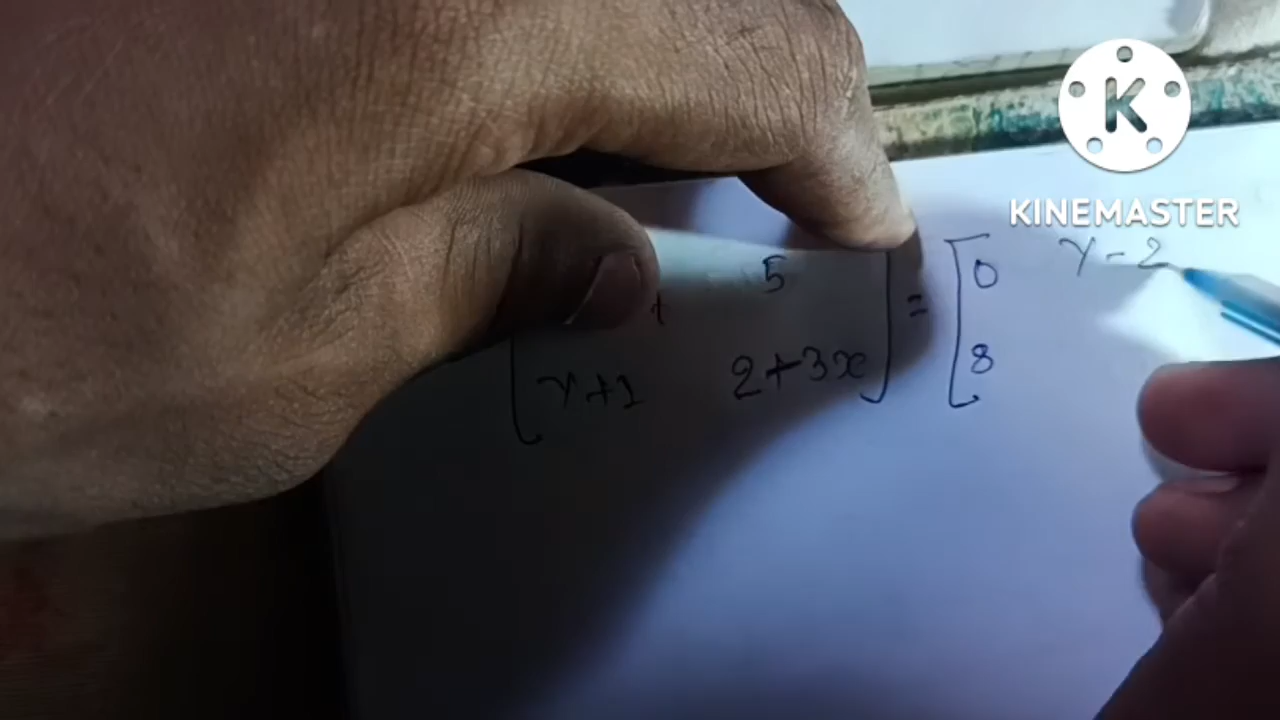 KINEMASTER
5 = [ 0 y - 2
[ y+1 2+3x ] [ 8